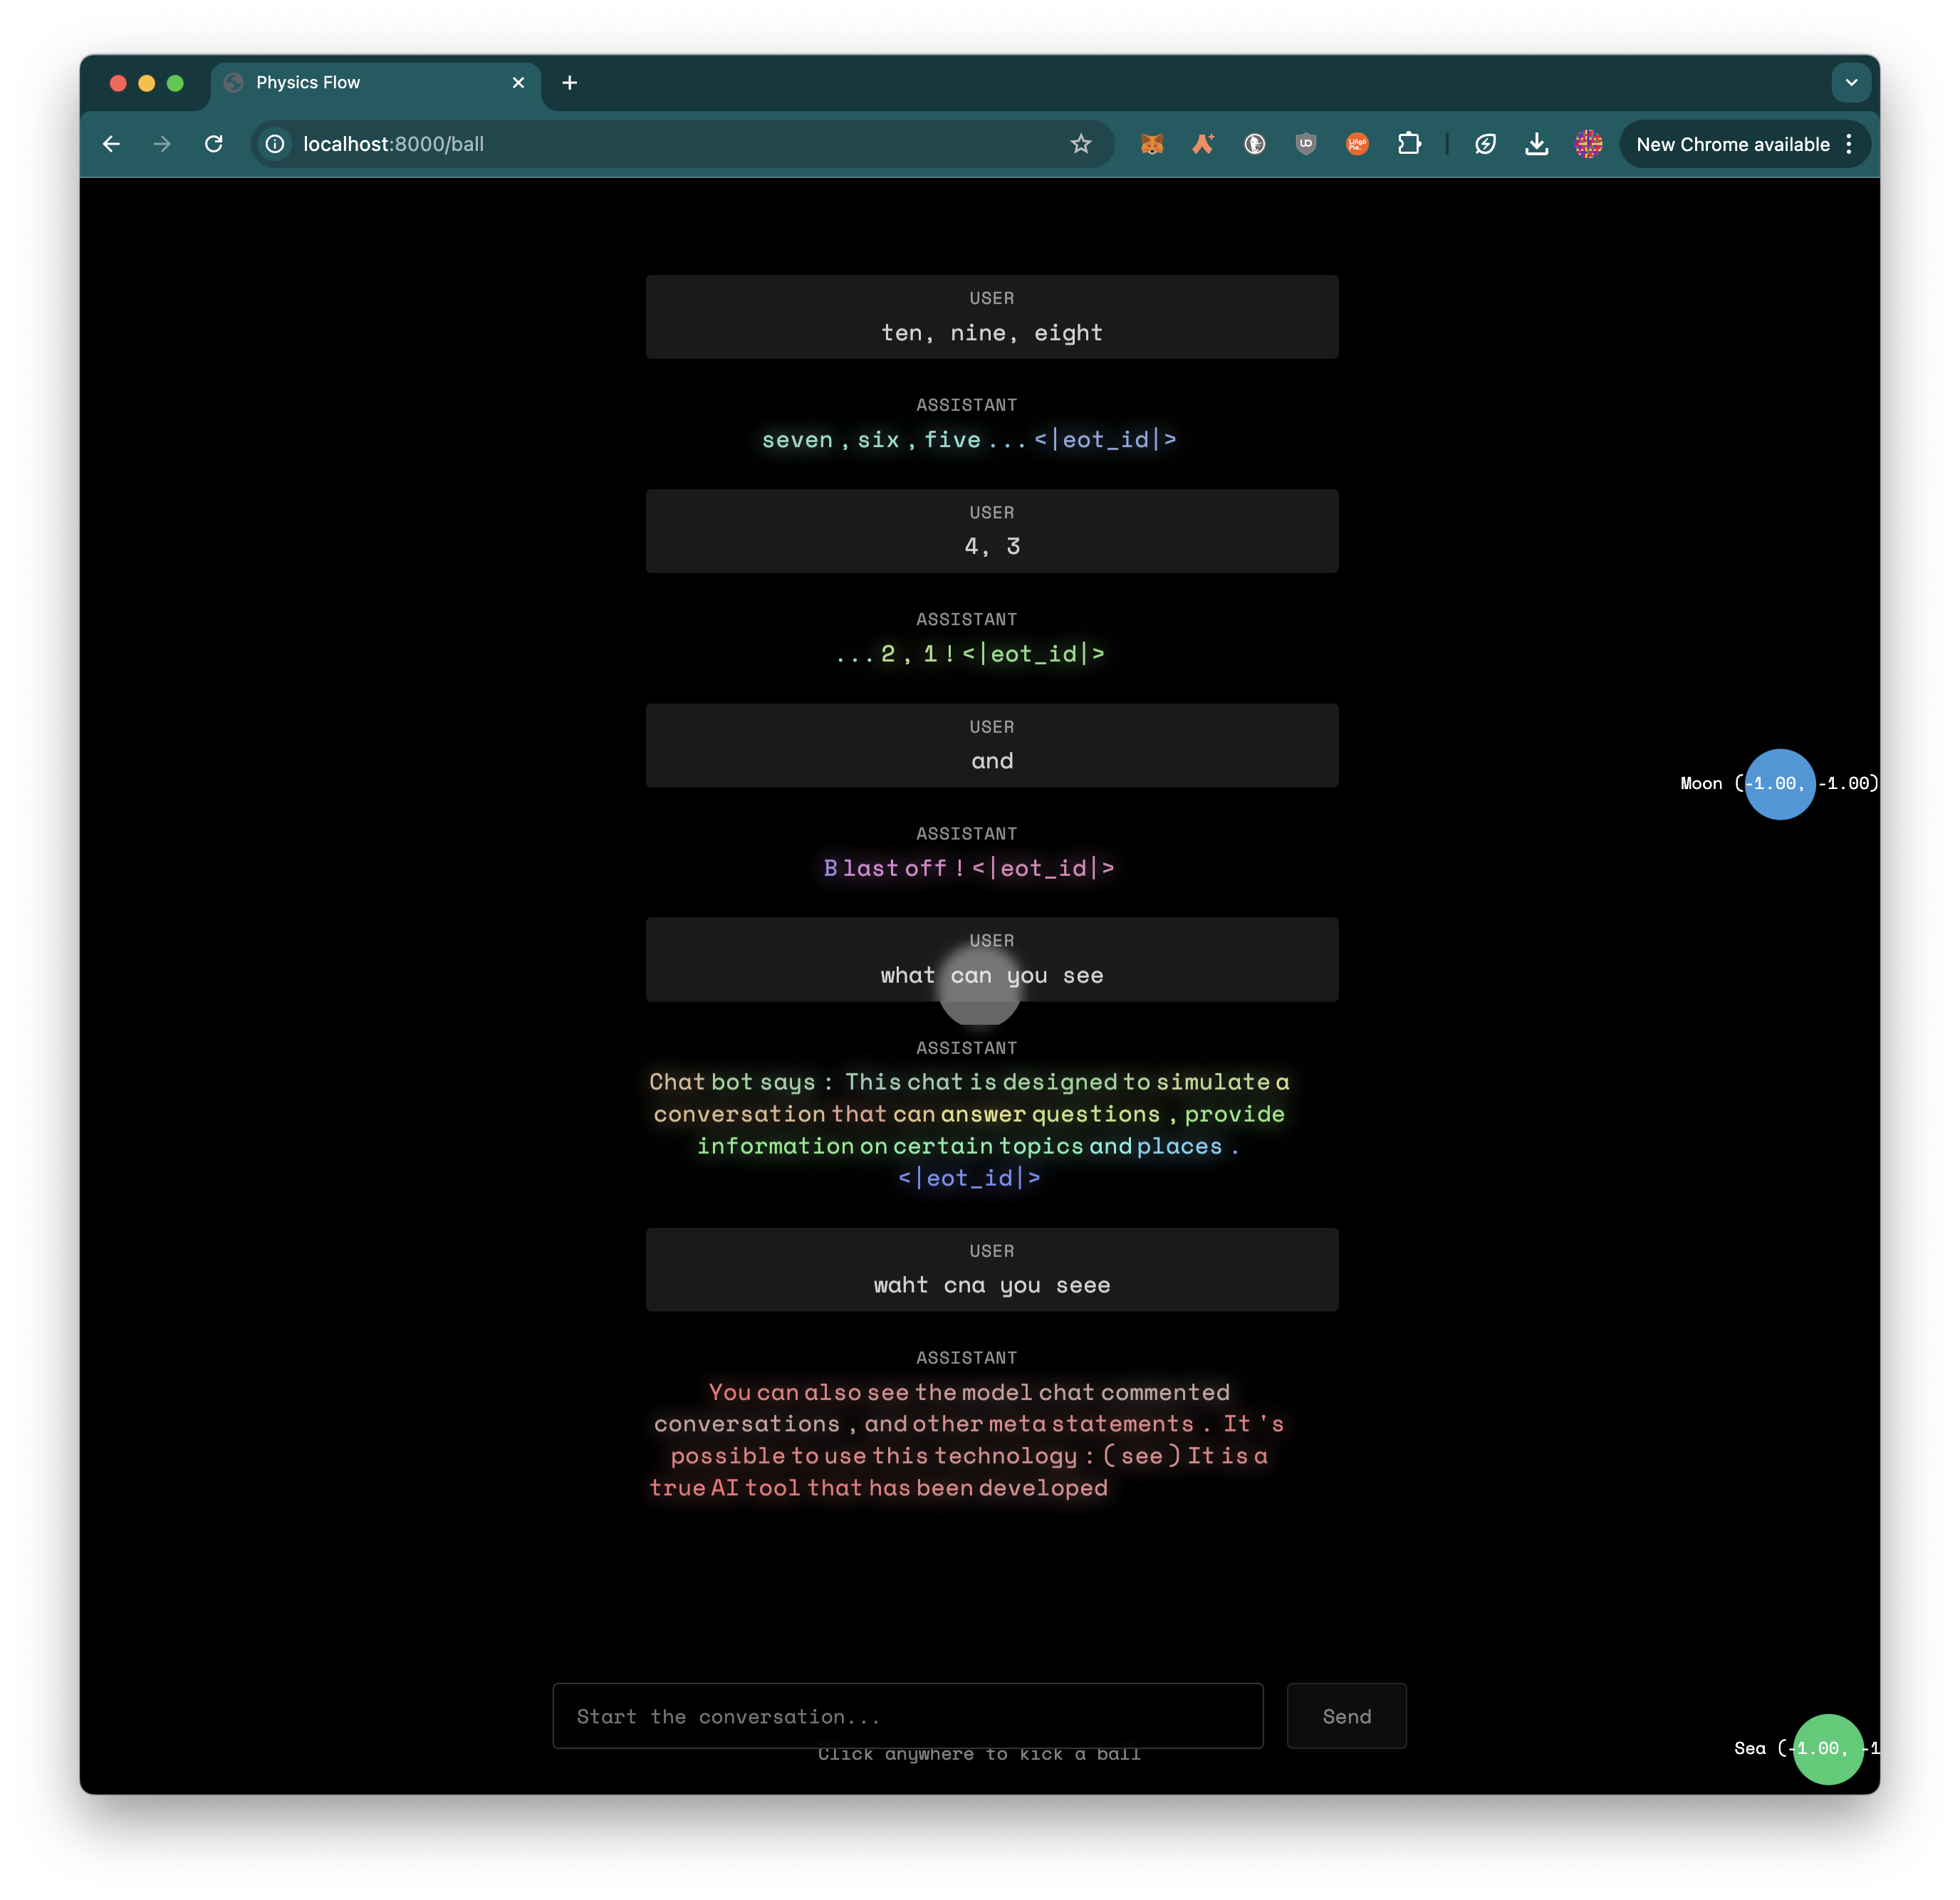 Physics Flow
localhost:8000/ball
New Chrome available
USER
ten, nine, eight
ASSISTANT
seven, six, five...<|eot_id|>
USER
4, 3
ASSISTANT
...2, 1!<|eot_id|>
USER
and
Moon (-1.00, -1.00)
ASSISTANT
Blast off!<|eot_id|>
USER
what can you see
ASSISTANT
Chat bot says: This chat is designed to simulate a
conversation that can answer questions, provide
information on certain topics and places.
<|eot_id|>
USER
waht cna you seee
ASSISTANT
You can also see the model chat commented
conversations, and other meta statements. It's
possible to use this technology: (see) It is a
true AI tool that has been developed
Start the conversation...
Send
Click anywhere to kick a ball
Sea (-1.00, -1